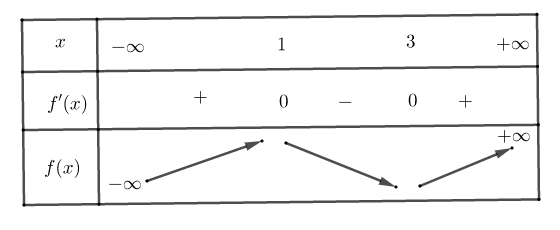 x −∞ 1 3 +∞
f′(x) + 0 − 0 +
+∞
f(x)
−∞